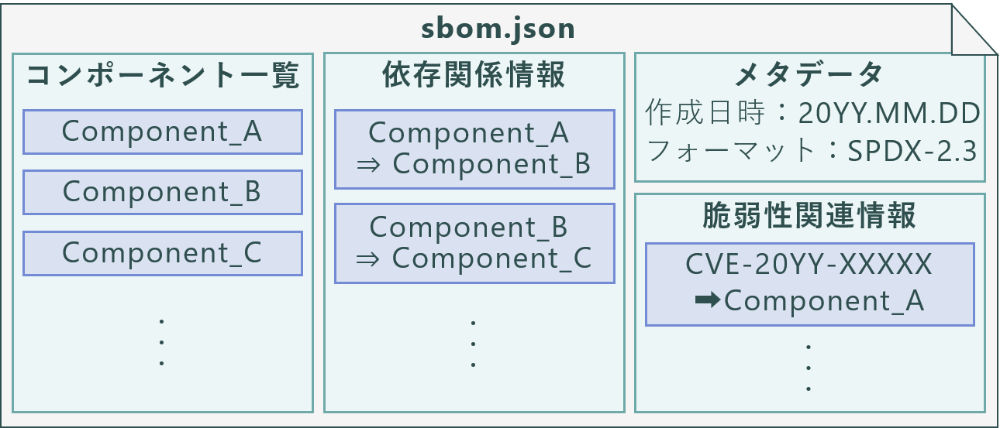 sbom.json
コンポーネント一覧
Component_A
Component_B
Component_C
依存関係情報
Component_A
⇒ Component_B
Component_B
⇒ Component_C
メタデータ
作成日時：20YY.MM.DD
フォーマット：SPDX-2.3
脆弱性関連情報
CVE-20YY-XXXXX
➡Component_A